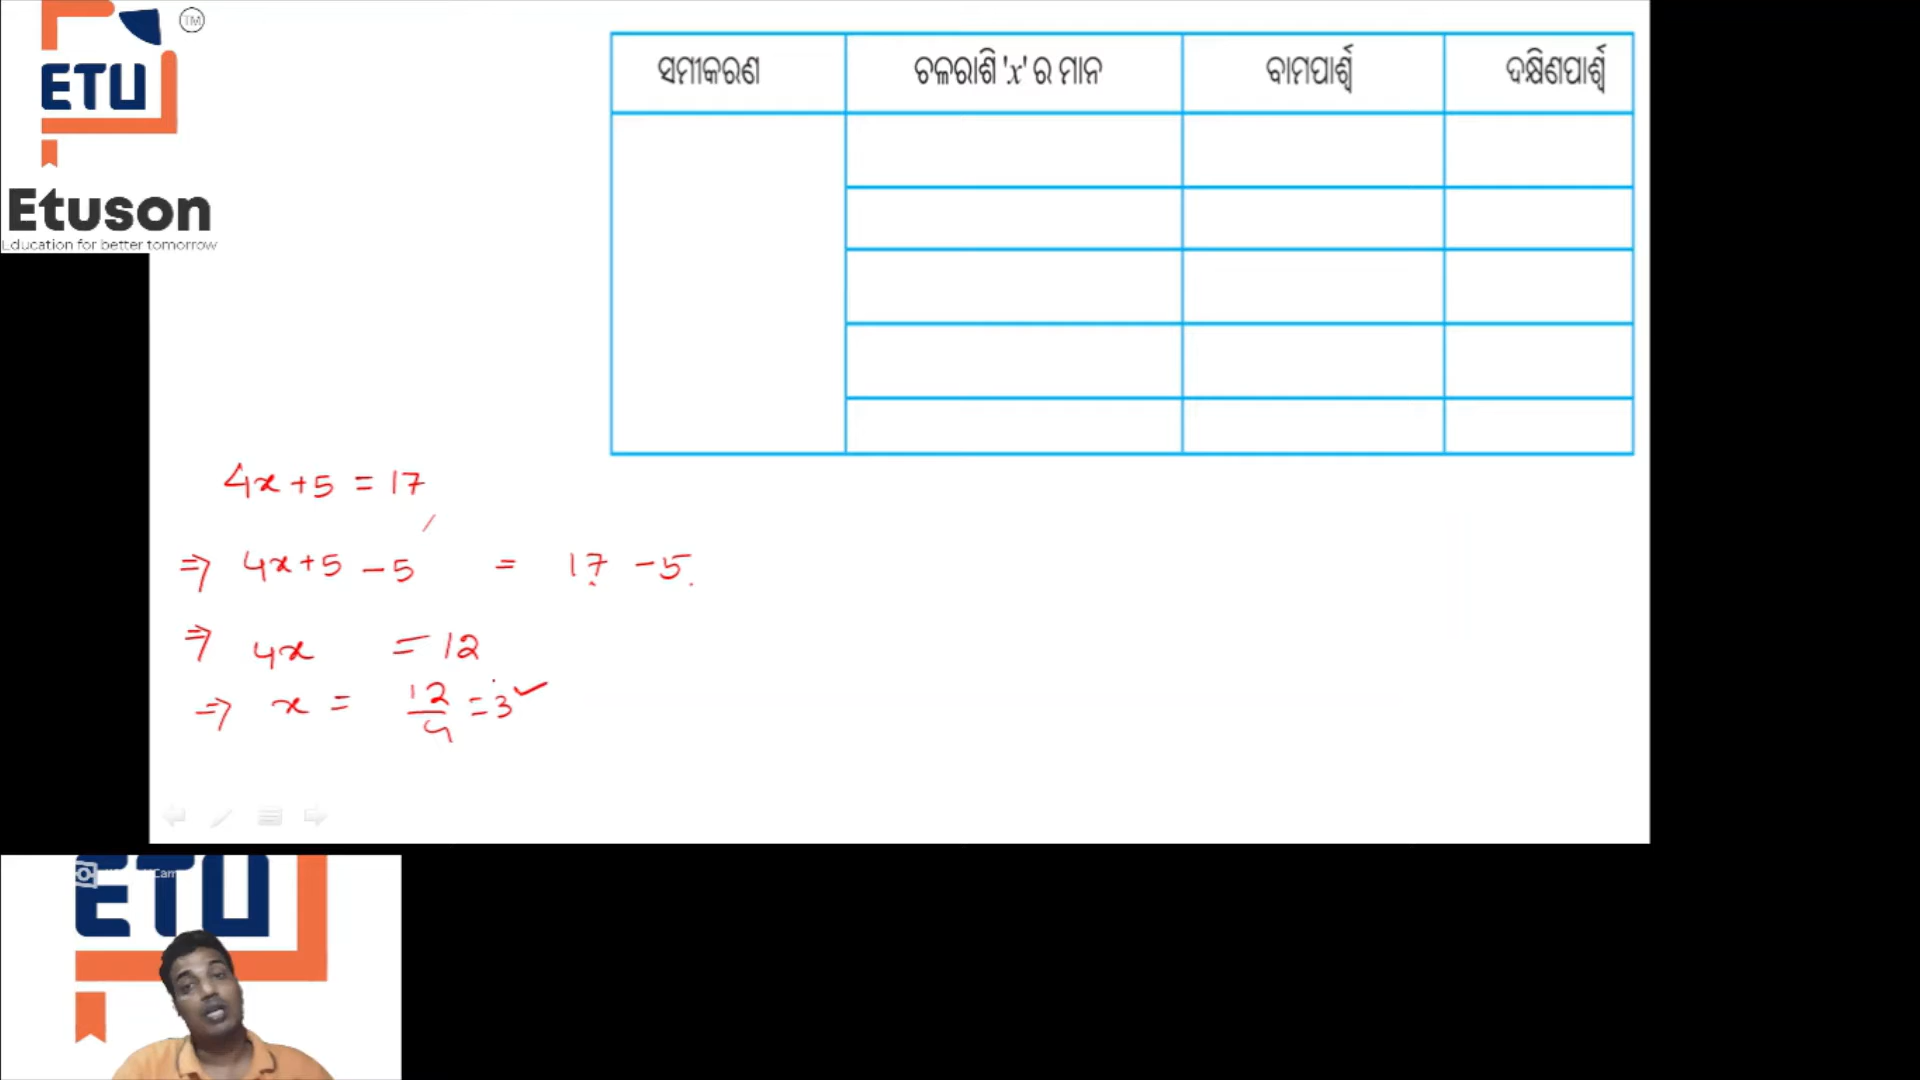 TM
ETU
Etuson
Education for better tomorrow
ସମୀକରଣ ଚଳରାଶି 'x' ର ମାନ ବାମପାର୍ଶ୍ଵ ଦକ୍ଷିଣପାର୍ଶ୍ଵ
4x + 5 = 17
⇒ 4x + 5 - 5 = 17 - 5
⇒ 4x = 12
⇒ x = 12/4 = 3 ✓
ETU